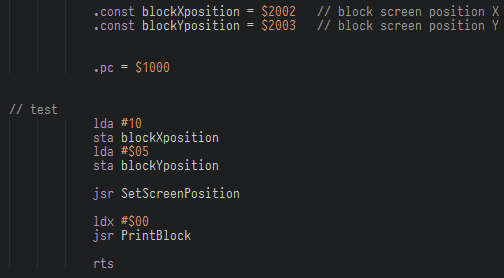 .const blockXposition = $2002 // block screen position X
.const blockYposition = $2003 // block screen position Y
.pc = $1000
// test
lda #10
sta blockXposition
lda #$05
sta blockYposition
jsr SetScreenPosition
ldx #$00
jsr PrintBlock
rts